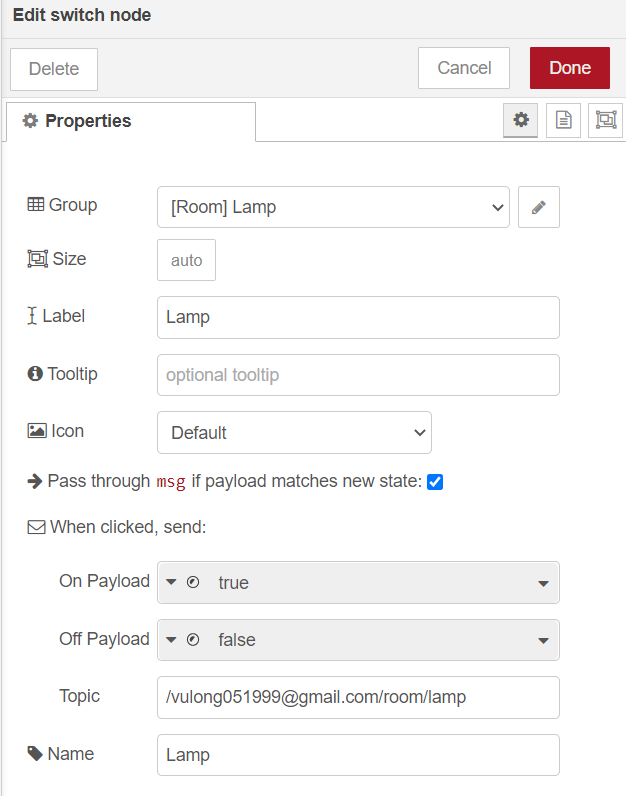 Edit switch node
Delete
Cancel
Done
Properties
Group
[Room] Lamp
Size
auto
Label
Lamp
Tooltip
optional tooltip
Icon
Default
Pass through msg if payload matches new state:
When clicked, send:
On Payload
true
Off Payload
false
Topic
/vulong051999@gmail.com/room/lamp
Name
Lamp